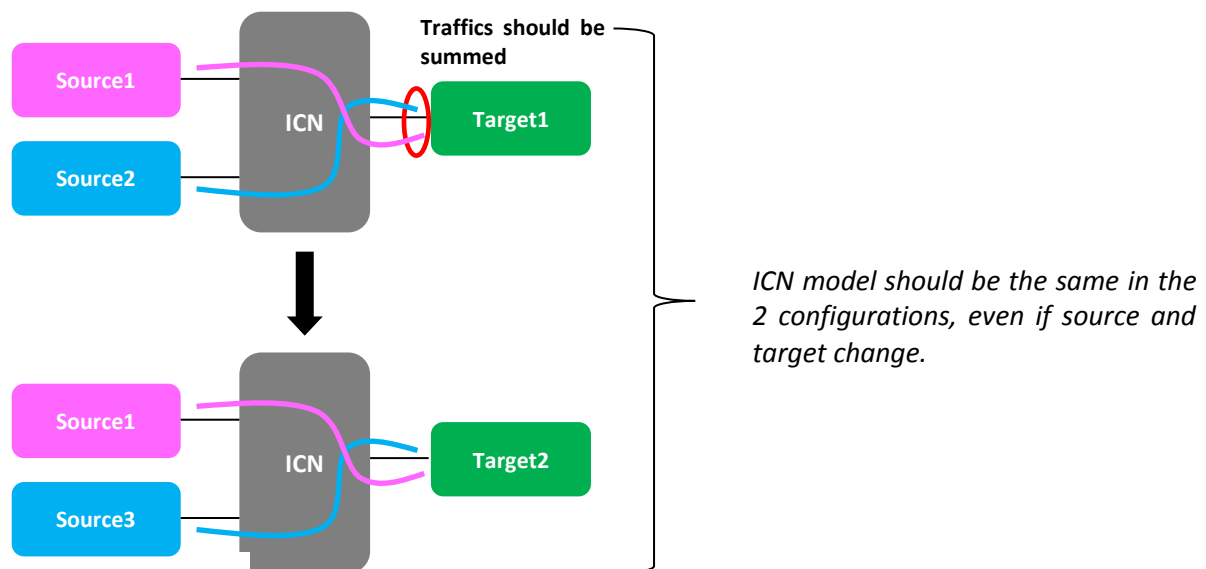 Traffics should be
summed
Source1
ICN
Target1
Source2
ICN model should be the same in the
2 configurations, even if source and
target change.
Source1
ICN
Target2
Source3